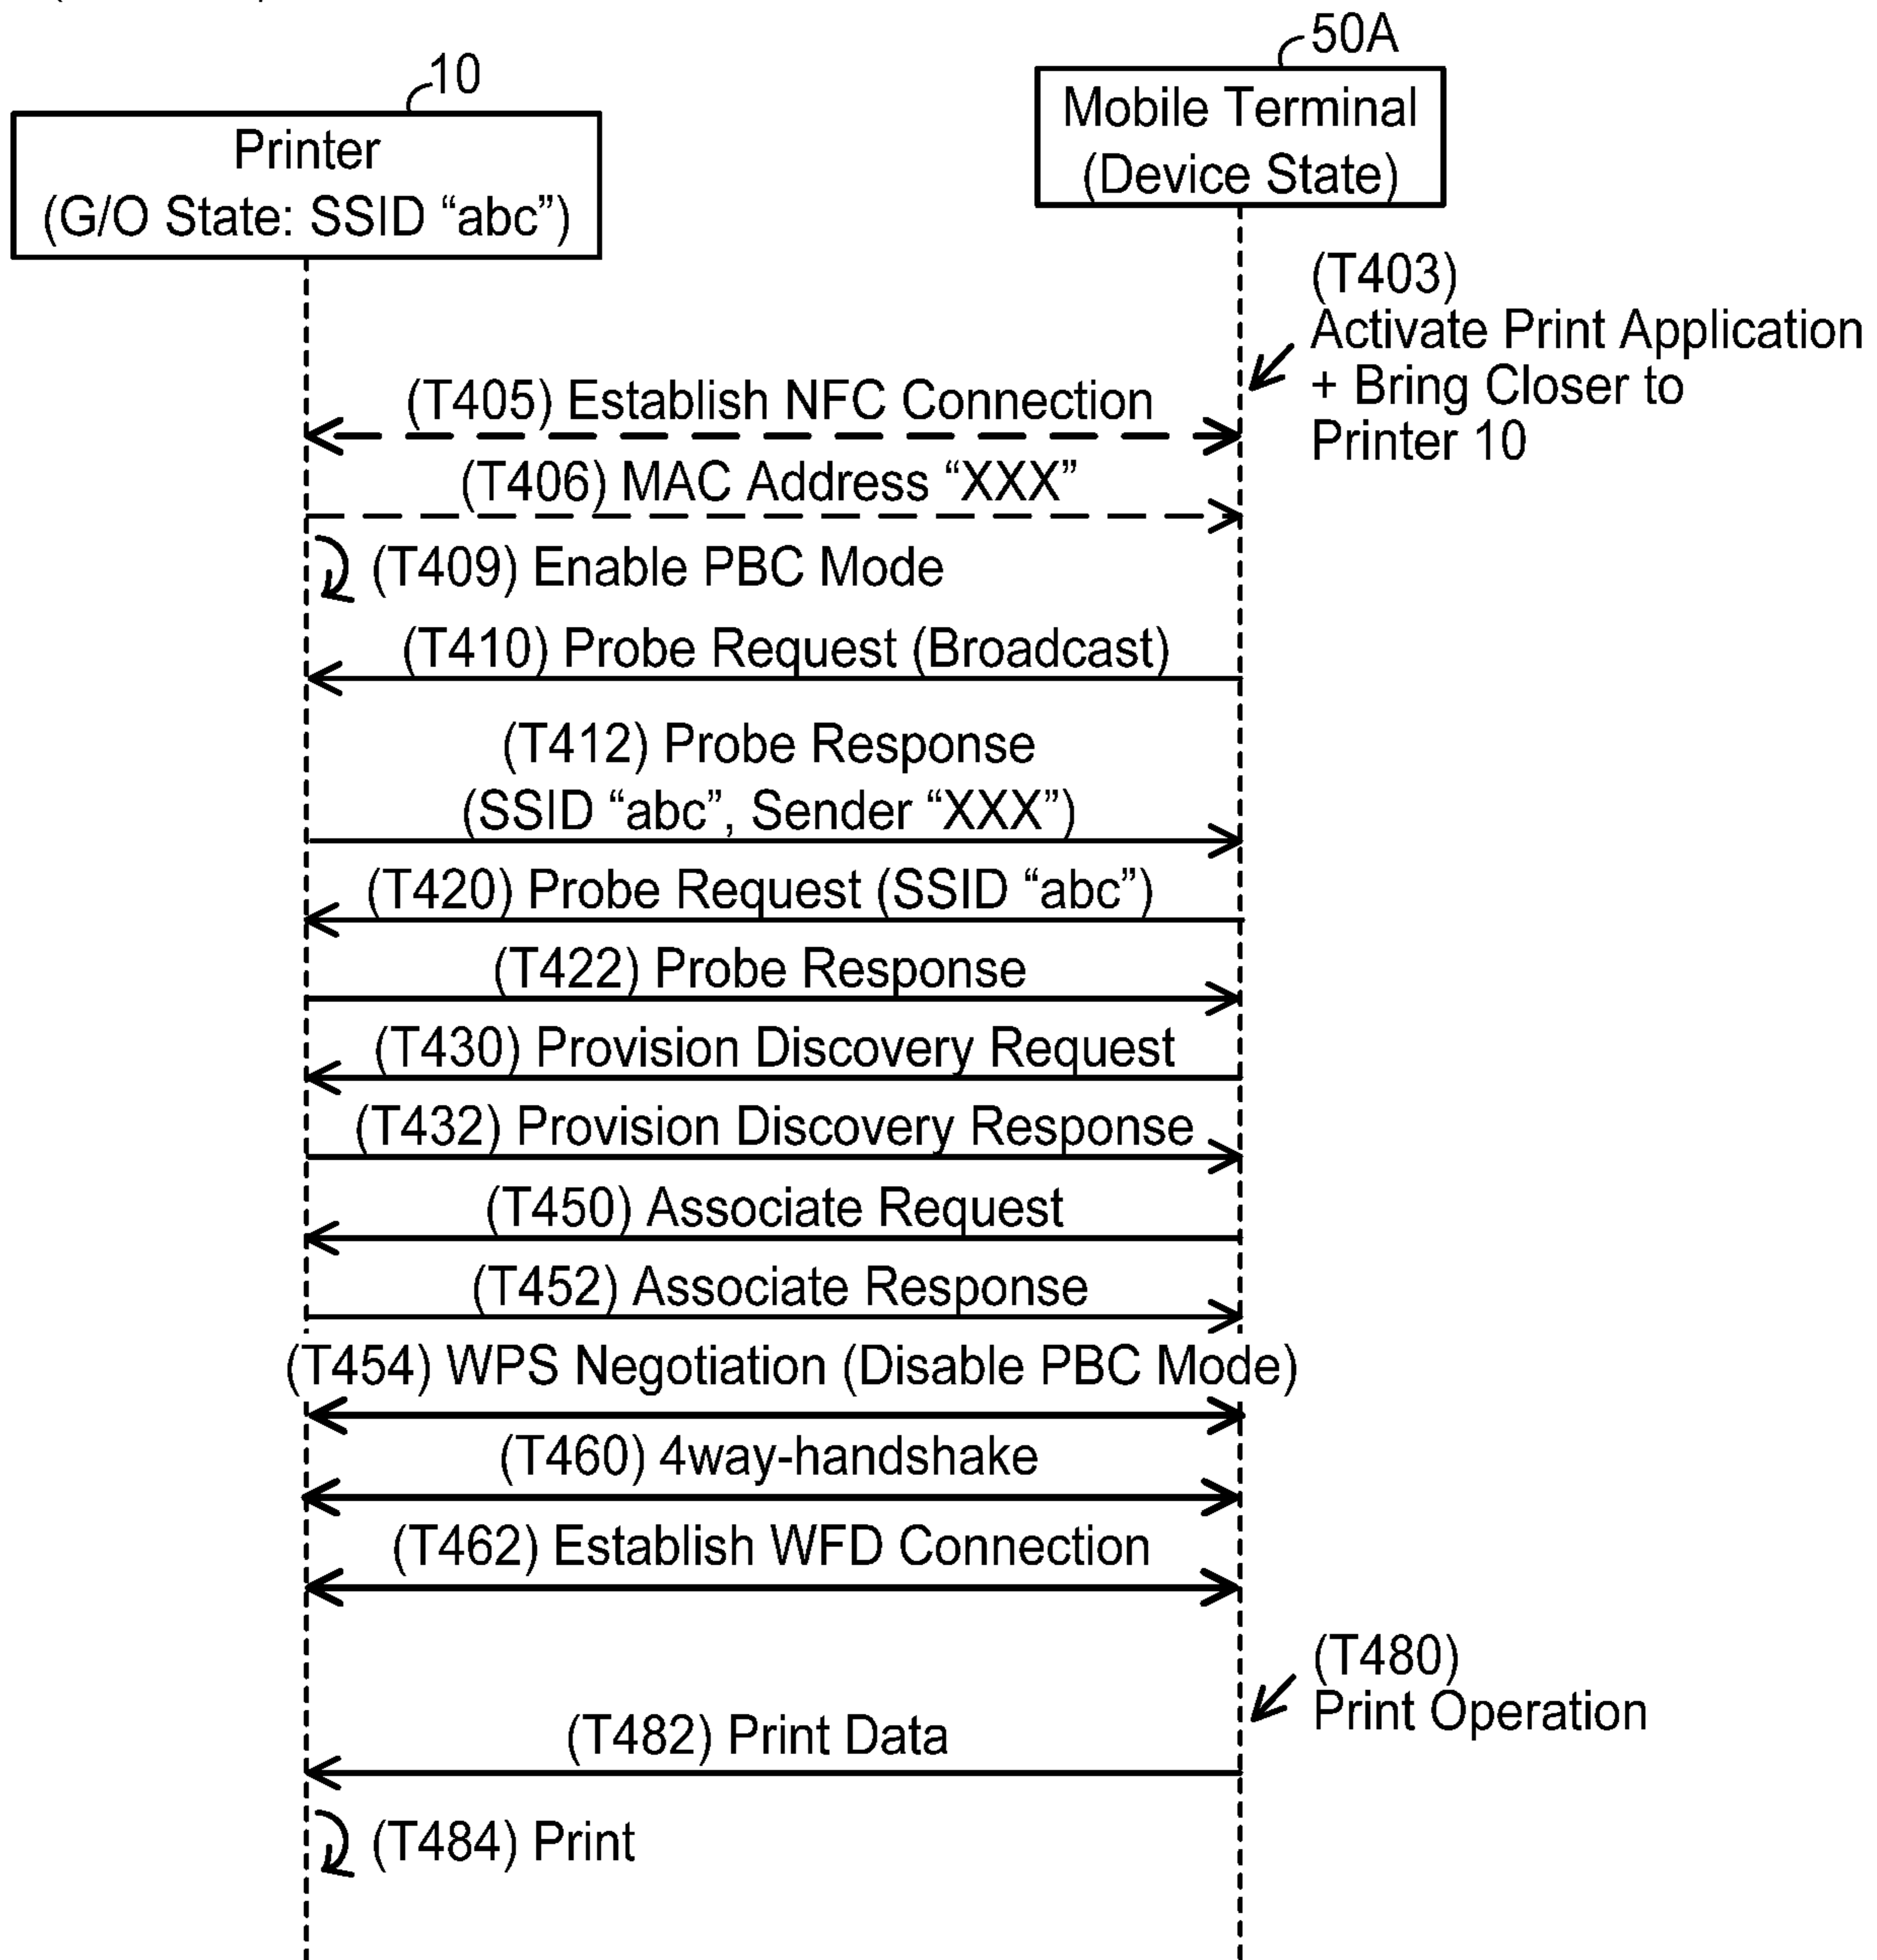 10
Printer
(G/O State: SSID “abc”)
50A
Mobile Terminal
(Device State)
(T403)
Activate Print Application
+ Bring Closer to
Printer 10
(T405) Establish NFC Connection
(T406) MAC Address “XXX”
(T409) Enable PBC Mode
(T410) Probe Request (Broadcast)
(T412) Probe Response
(SSID “abc”, Sender “XXX”)
(T420) Probe Request (SSID “abc”)
(T422) Probe Response
(T430) Provision Discovery Request
(T432) Provision Discovery Response
(T450) Associate Request
(T452) Associate Response
(T454) WPS Negotiation (Disable PBC Mode)
(T460) 4way-handshake
(T462) Establish WFD Connection
(T480)
Print Operation
(T482) Print Data
(T484) Print